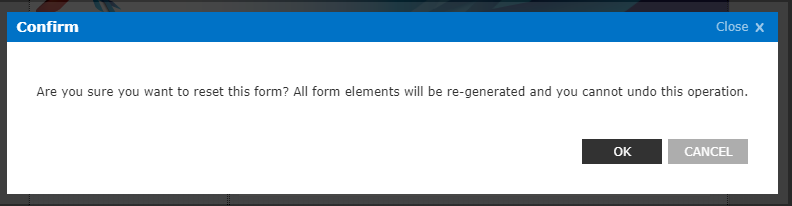 Confirm
Close x
Are you sure you want to reset this form? All form elements will be re-generated and you cannot undo this operation.
OK
CANCEL